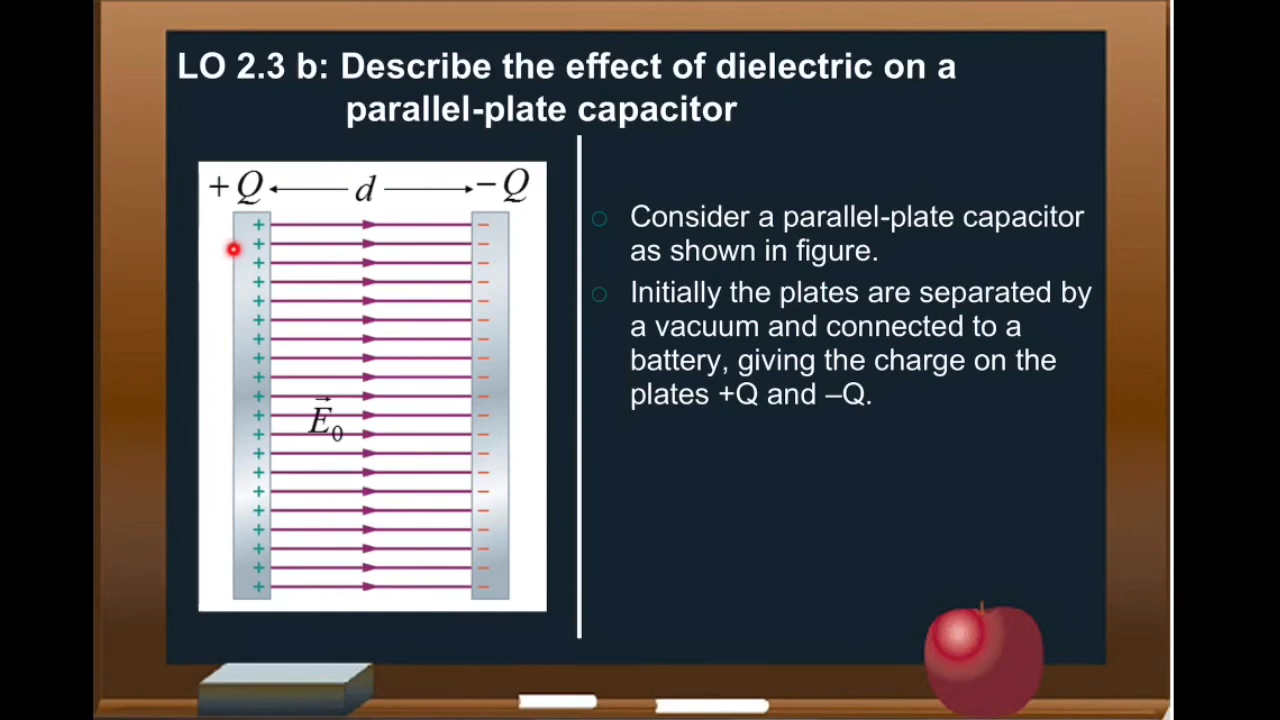 LO 2.3 b: Describe the effect of dielectric on a
parallel-plate capacitor
+Q d −Q
E⃗₀
Consider a parallel-plate capacitor
as shown in figure.
Initially the plates are separated by
a vacuum and connected to a
battery, giving the charge on the
plates +Q and –Q.